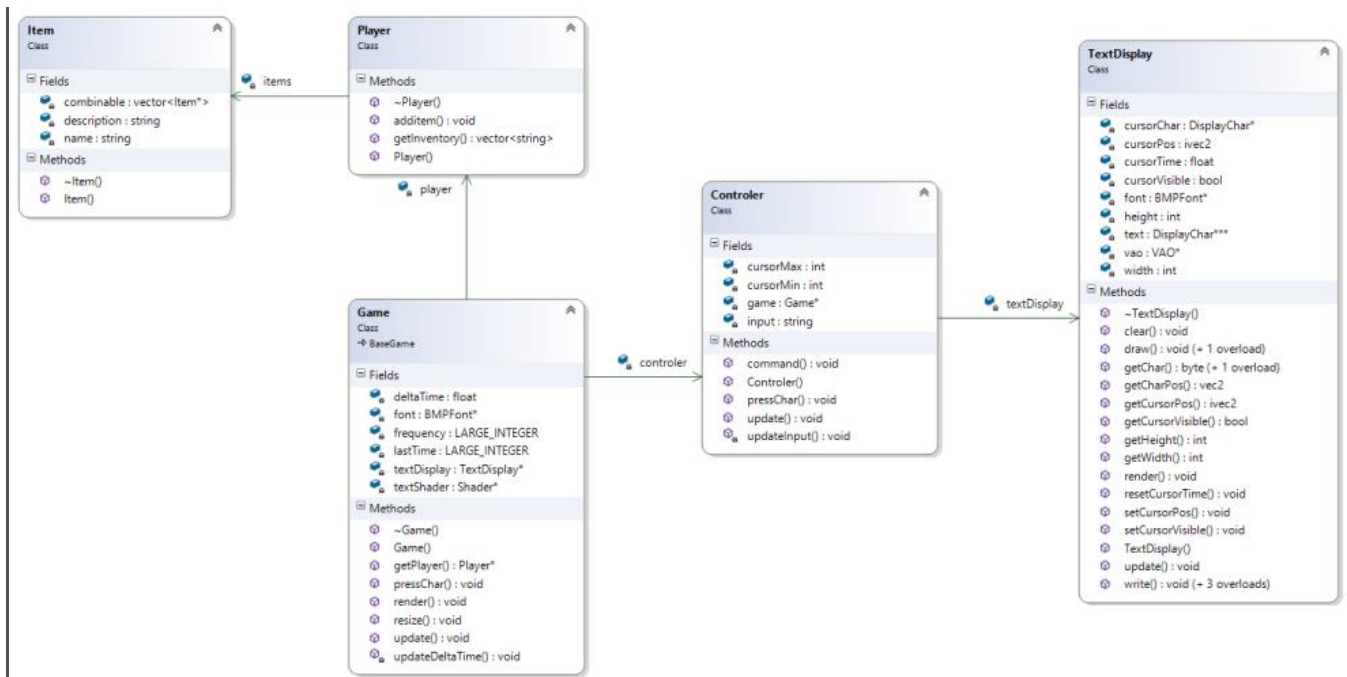 Item
Class
Fields
combinable : vector<Item*>
description : string
name : string
Methods
~Item()
Item()
items
Player
Class
Methods
~Player()
additem() : void
getInventory() : vector<string>
Player()
player
Game
Class
BaseGame
Fields
deltaTime : float
font : BMPFont*
frequency : LARGE_INTEGER
lastTime : LARGE_INTEGER
textDisplay : TextDisplay*
textShader : Shader*
Methods
~Game()
Game()
getPlayer() : Player*
pressChar() : void
render() : void
resize() : void
update() : void
updateDeltaTime() : void
controler
Controler
Class
Fields
cursorMax : int
cursorMin : int
game : Game*
input : string
Methods
command() : void
Controler()
pressChar() : void
update() : void
updateInput() : void
textDisplay
TextDisplay
Class
Fields
cursorChar : DisplayChar*
cursorPos : ivec2
cursorTime : float
cursorVisible : bool
font : BMPFont*
height : int
text : DisplayChar***
vao : VAO*
width : int
Methods
~TextDisplay()
clear() : void
draw() : void (+ 1 overload)
getChar() : byte (+ 1 overload)
getCharPos() : vec2
getCursorPos() : ivec2
getCursorVisible() : bool
getHeight() : int
getWidth() : int
render() : void
resetCursorTime() : void
setCursorPos() : void
setCursorVisible() : void
TextDisplay()
update() : void
write() : void (+ 3 overloads)